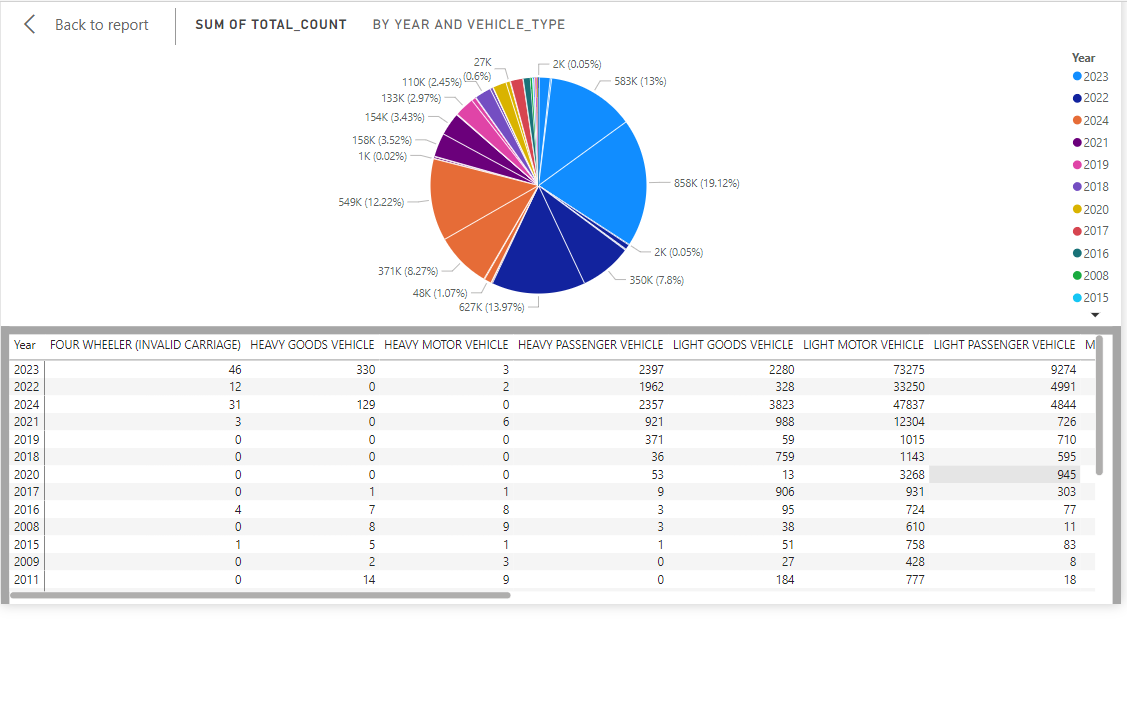 Back to report
SUM OF TOTAL_COUNT
BY YEAR AND VEHICLE_TYPE
27K
(0.6%)
2K (0.05%)
110K (2.45%)
583K (13%)
133K (2.97%)
154K (3.43%)
158K (3.52%)
1K (0.02%)
858K (19.12%)
549K (12.22%)
2K (0.05%)
371K (8.27%)
350K (7.8%)
48K (1.07%)
627K (13.97%)
Year
2023
2022
2024
2021
2019
2018
2020
2017
2016
2008
2015
Year FOUR WHEELER (INVALID CARRIAGE) HEAVY GOODS VEHICLE HEAVY MOTOR VEHICLE HEAVY PASSENGER VEHICLE LIGHT GOODS VEHICLE LIGHT MOTOR VEHICLE LIGHT PASSENGER VEHICLE M
2023 46 330 3 2397 2280 73275 9274
2022 12 0 2 1962 328 33250 4991
2024 31 129 0 2357 3823 47837 4844
2021 3 0 6 921 988 12304 726
2019 0 0 0 371 59 1015 710
2018 0 0 0 36 759 1143 595
2020 0 0 0 53 13 3268 945
2017 0 1 1 9 906 931 303
2016 4 7 8 3 95 724 77
2008 0 8 9 3 38 610 11
2015 1 5 1 1 51 758 83
2009 0 2 3 0 27 428 8
2011 0 14 9 0 184 777 18